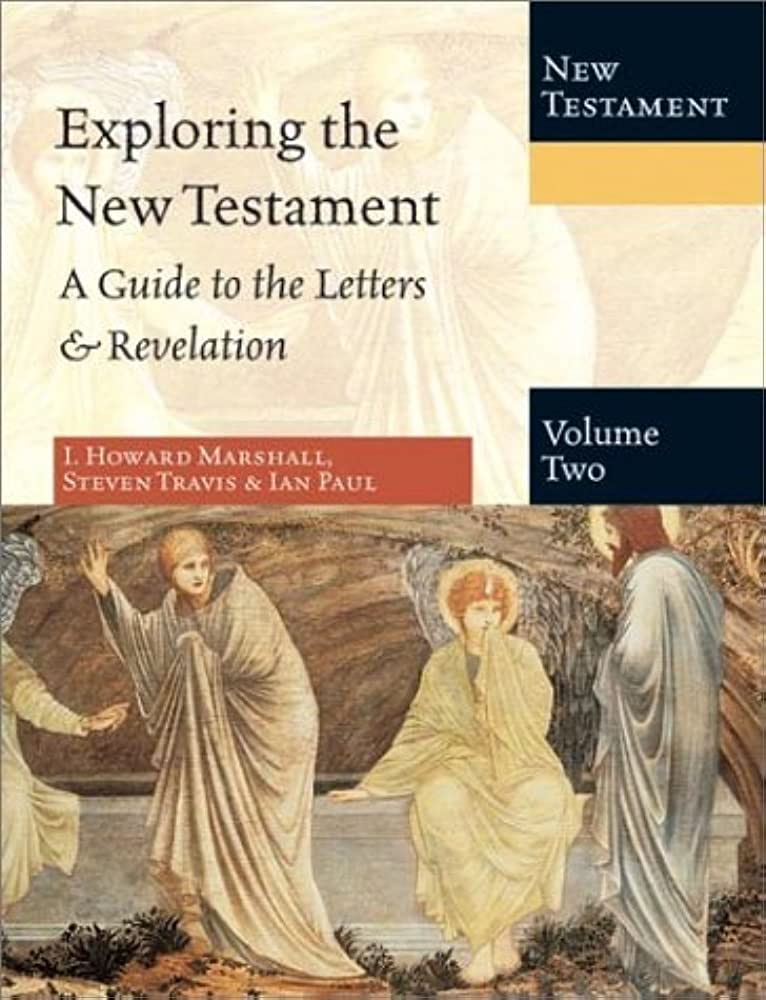 Exploring the
New Testament
A Guide to the Letters
& Revelation
I. Howard Marshall,
Steven Travis & Ian Paul
New
Testament
Volume
Two